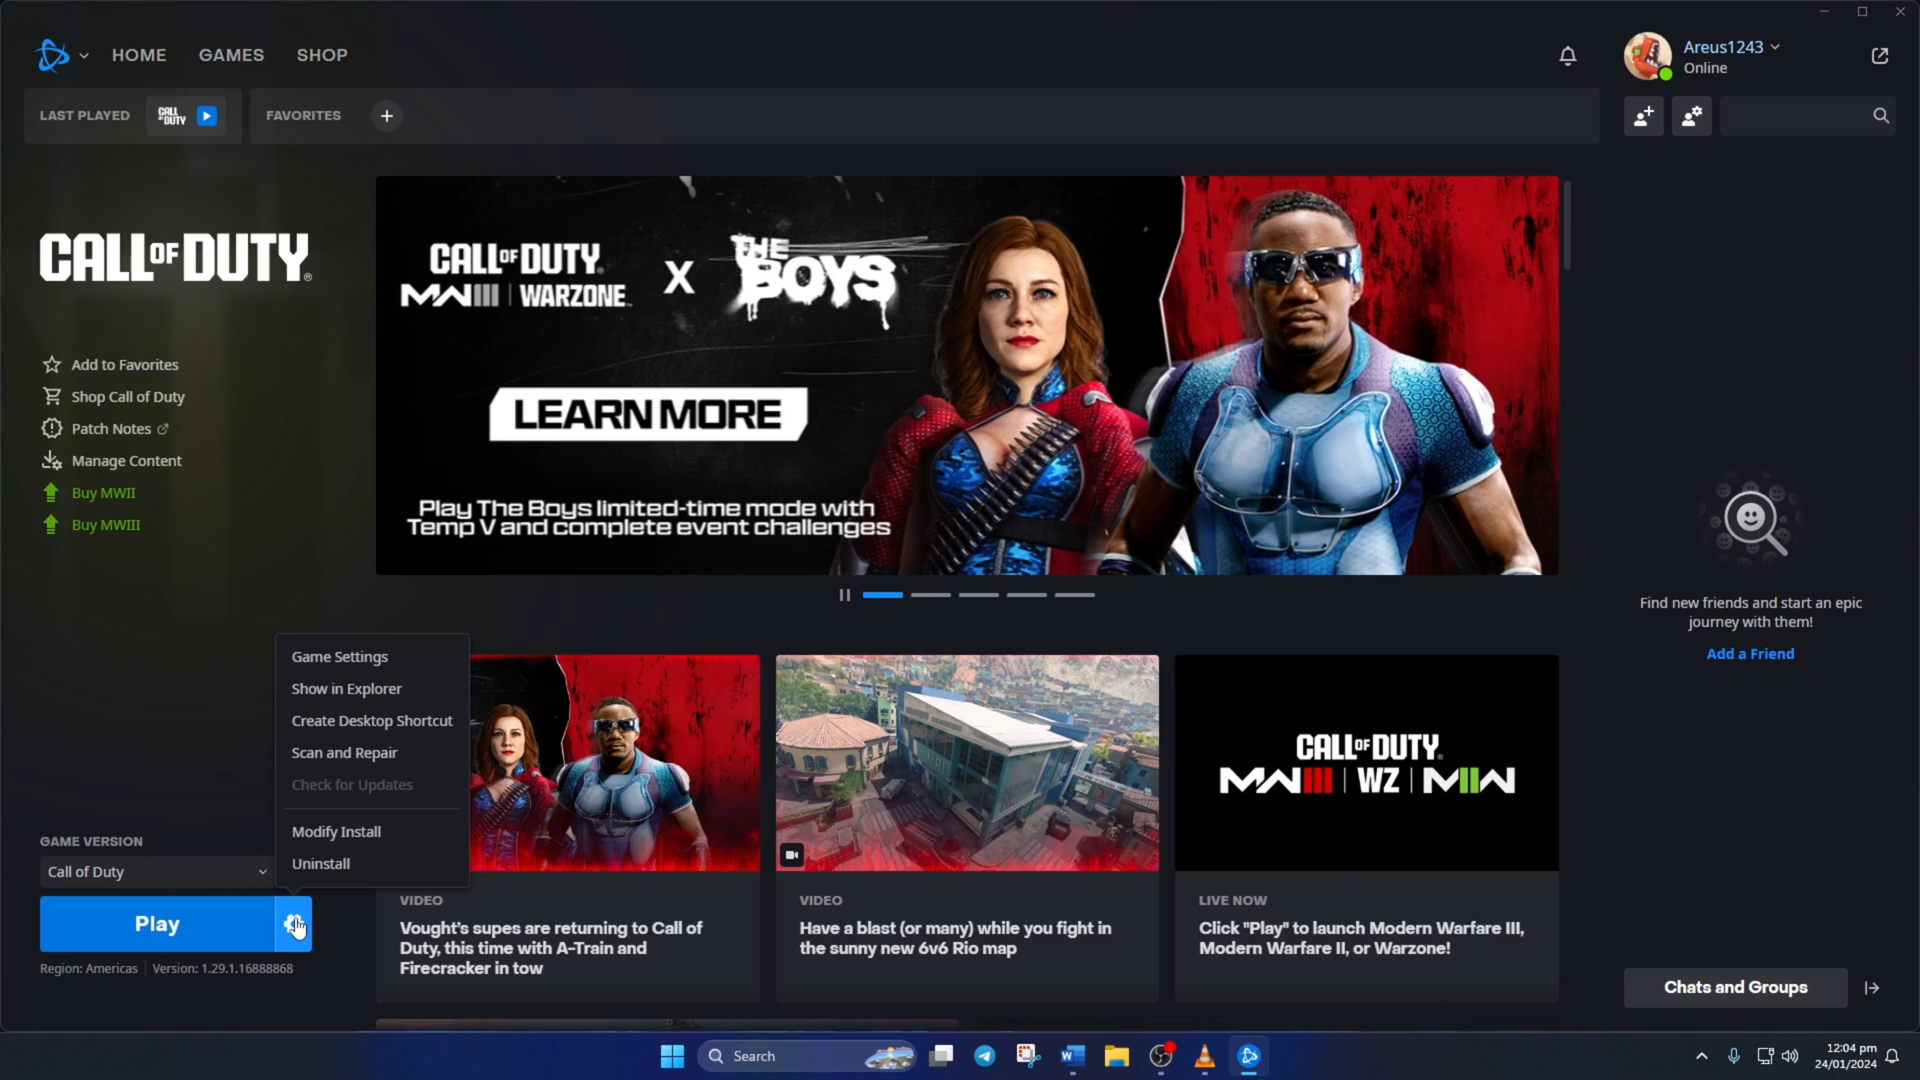 HOME
GAMES
SHOP
Areus1243
Online
LAST PLAYED
CALL OF DUTY
FAVORITES
CALL OF DUTY
Add to Favorites
Shop Call of Duty
Patch Notes
Manage Content
Buy MWII
Buy MWIII
CALL OF DUTY
MWIII | WARZONE
X
THE BOYS
LEARN MORE
Play The Boys limited-time mode with
Temp V and complete event challenges
Find new friends and start an epic
journey with them!
Add a Friend
Game Settings
Show in Explorer
Create Desktop Shortcut
Scan and Repair
Check for Updates
Modify Install
Uninstall
GAME VERSION
Call of Duty
Play
Region: Americas | Version: 1.29.1.16888868
VIDEO
Vought's supes are returning to Call of
Duty, this time with A-Train and
Firecracker in tow
VIDEO
Have a blast (or many) while you fight in
the sunny new 6v6 Rio map
CALL OF DUTY
MWIII | WZ | MWII
LIVE NOW
Click "Play" to launch Modern Warfare III,
Modern Warfare II, or Warzone!
Chats and Groups
Search
12:04 pm
24/01/2024